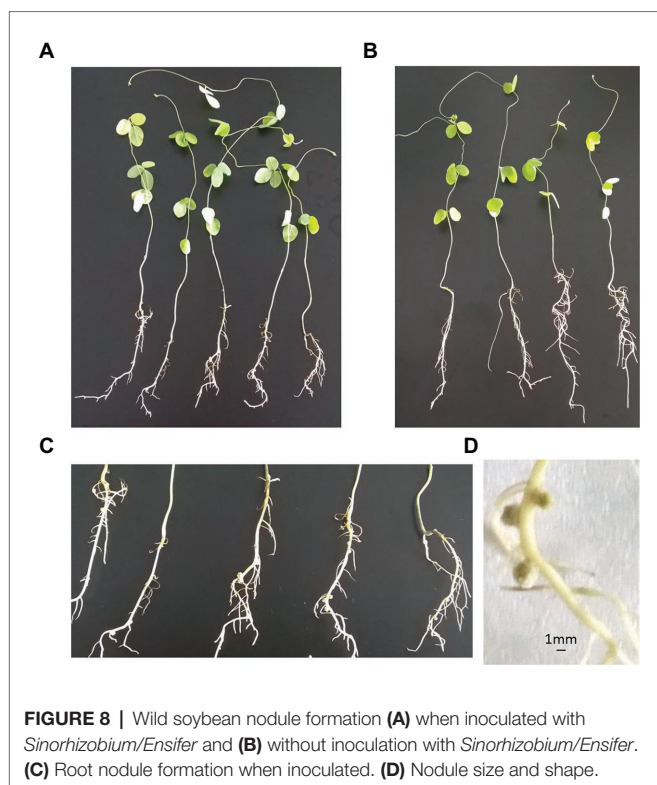 A
B
C
D
1mm
FIGURE 8 | Wild soybean nodule formation (A) when inoculated with
Sinorhizobium/Ensifer and (B) without inoculation with Sinorhizobium/Ensifer.
(C) Root nodule formation when inoculated. (D) Nodule size and shape.